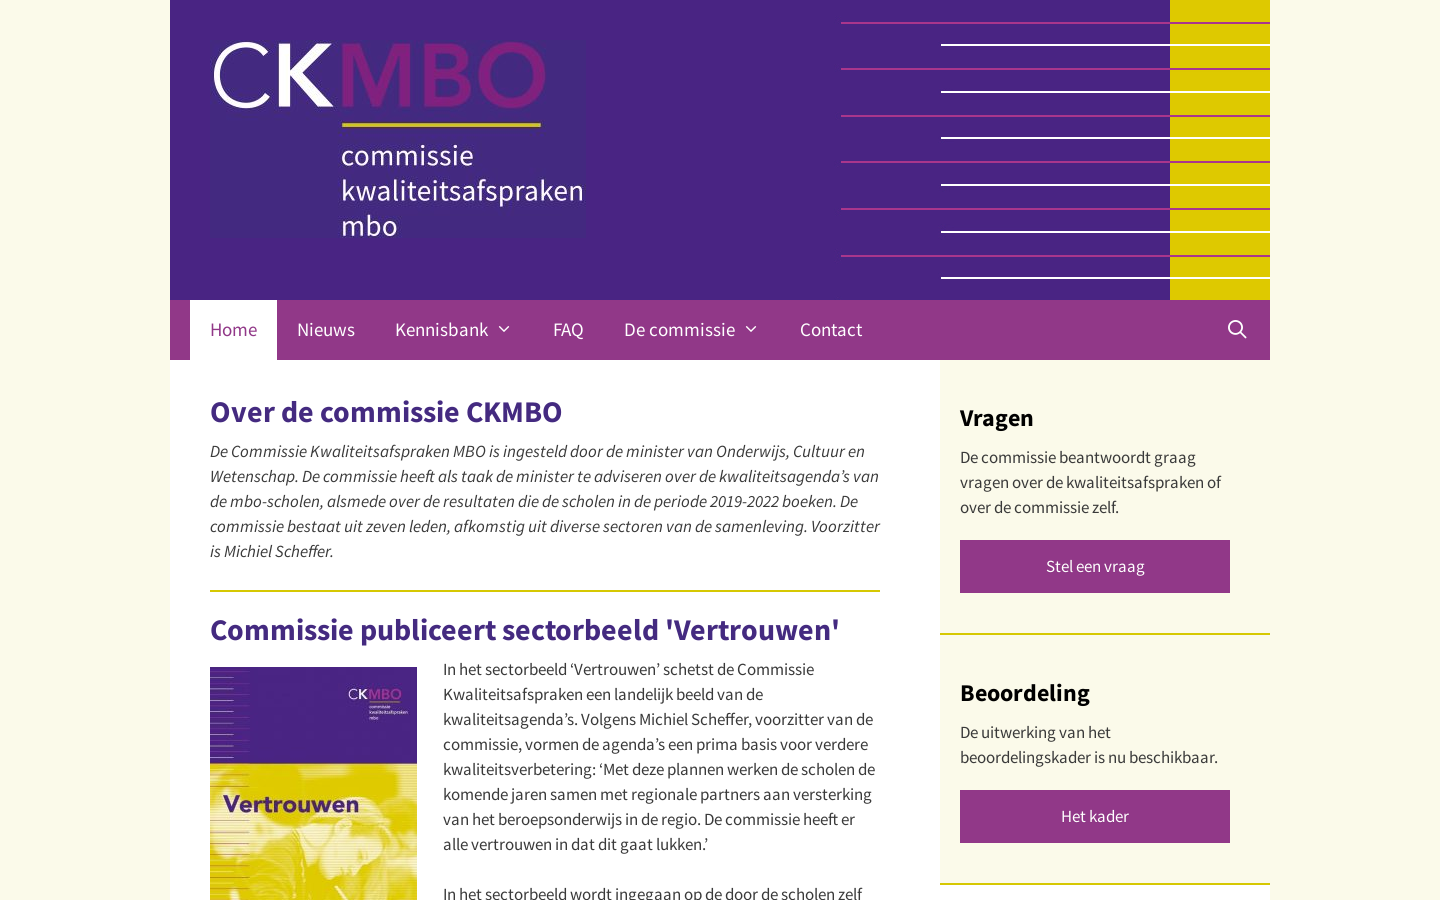 CKMBO
commissie
kwaliteitsafspraken
mbo
Home Nieuws Kennisbank FAQ De commissie Contact
Over de commissie CKMBO
De Commissie Kwaliteitsafspraken MBO is ingesteld door de minister van Onderwijs, Cultuur en
Wetenschap. De commissie heeft als taak de minister te adviseren over de kwaliteitsagenda’s van
de mbo-scholen, alsmede over de resultaten die de scholen in de periode 2019-2022 boeken. De
commissie bestaat uit zeven leden, afkomstig uit diverse sectoren van de samenleving. Voorzitter
is Michiel Scheffer.
Commissie publiceert sectorbeeld 'Vertrouwen'
CKMBO
commissie
kwaliteitsafspraken
mbo
Vertrouwen
In het sectorbeeld ‘Vertrouwen’ schetst de Commissie
Kwaliteitsafspraken een landelijk beeld van de
kwaliteitsagenda’s. Volgens Michiel Scheffer, voorzitter van de
commissie, vormen de agenda’s een prima basis voor verdere
kwaliteitsverbetering: ‘Met deze plannen werken de scholen de
komende jaren samen met regionale partners aan versterking
van het beroepsonderwijs in de regio. De commissie heeft er
alle vertrouwen in dat dit gaat lukken.’
In het sectorbeeld wordt ingegaan op de door de scholen zelf
Vragen
De commissie beantwoordt graag
vragen over de kwaliteitsafspraken of
over de commissie zelf.
Stel een vraag
Beoordeling
De uitwerking van het
beoordelingskader is nu beschikbaar.
Het kader